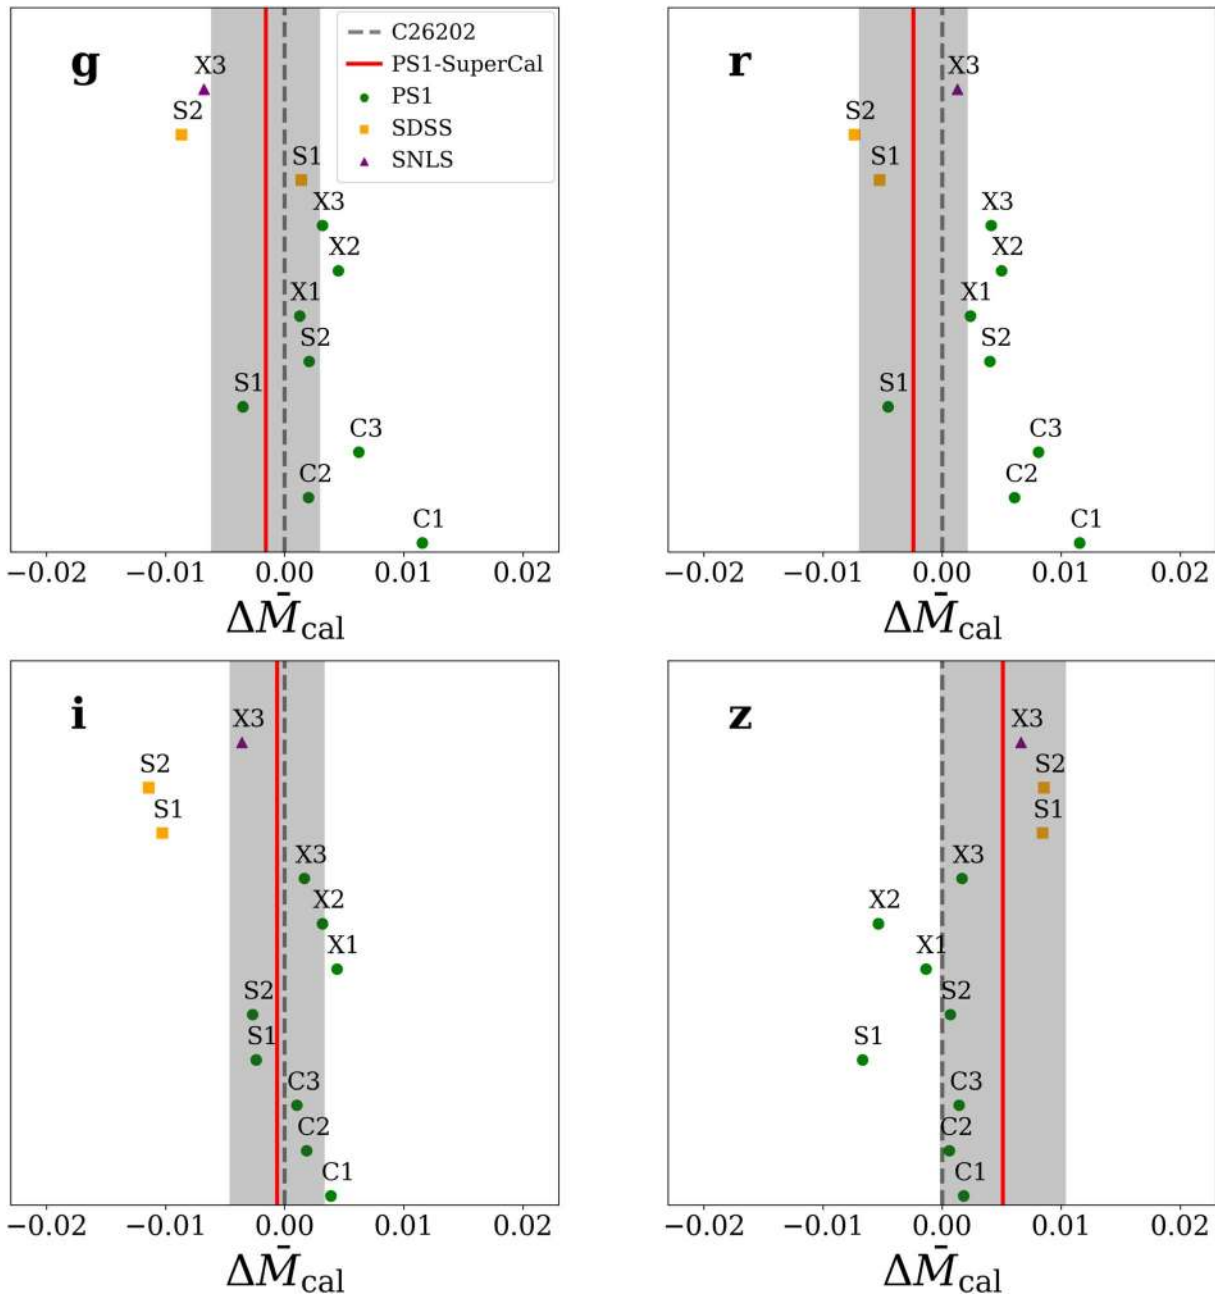 g
C26202
PS1-SuperCal
PS1
SDSS
SNLS
X3
S2
S1
X3
X2
X1
S2
S1
C3
C2
C1
−0.02 −0.01 0.00 0.01 0.02
ΔM̄cal
r
X3
S2
S1
X3
X2
X1
S2
S1
C3
C2
C1
−0.02 −0.01 0.00 0.01 0.02
ΔM̄cal
i
X3
S2
S1
X3
X2
X1
S2
S1
C3
C2
C1
−0.02 −0.01 0.00 0.01 0.02
ΔM̄cal
z
X3
S2
S1
X3
X2
X1
S2
S1
C3
C2
C1
−0.02 −0.01 0.00 0.01 0.02
ΔM̄cal